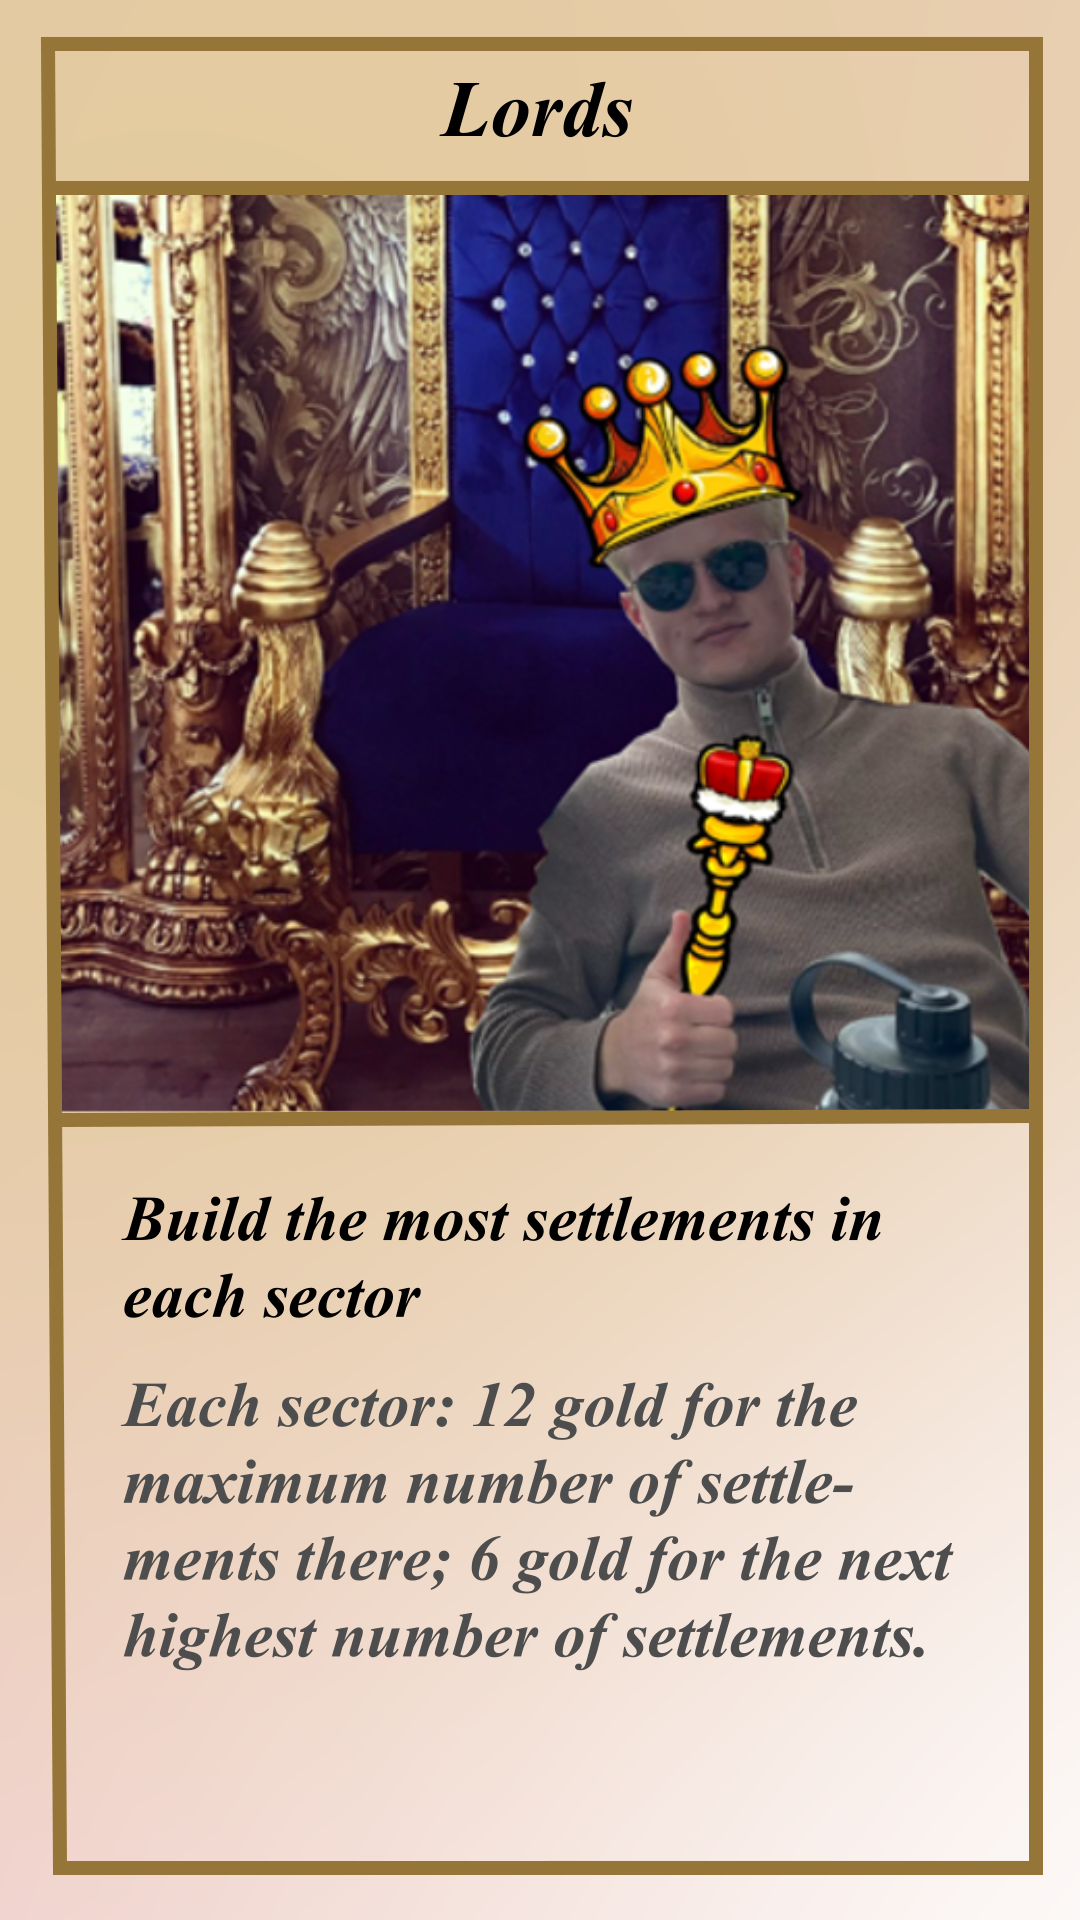 Lords
Build the most settlements in
each sector
Each sector: 12 gold for the
maximum number of settle-
ments there; 6 gold for the next
highest number of settlements.